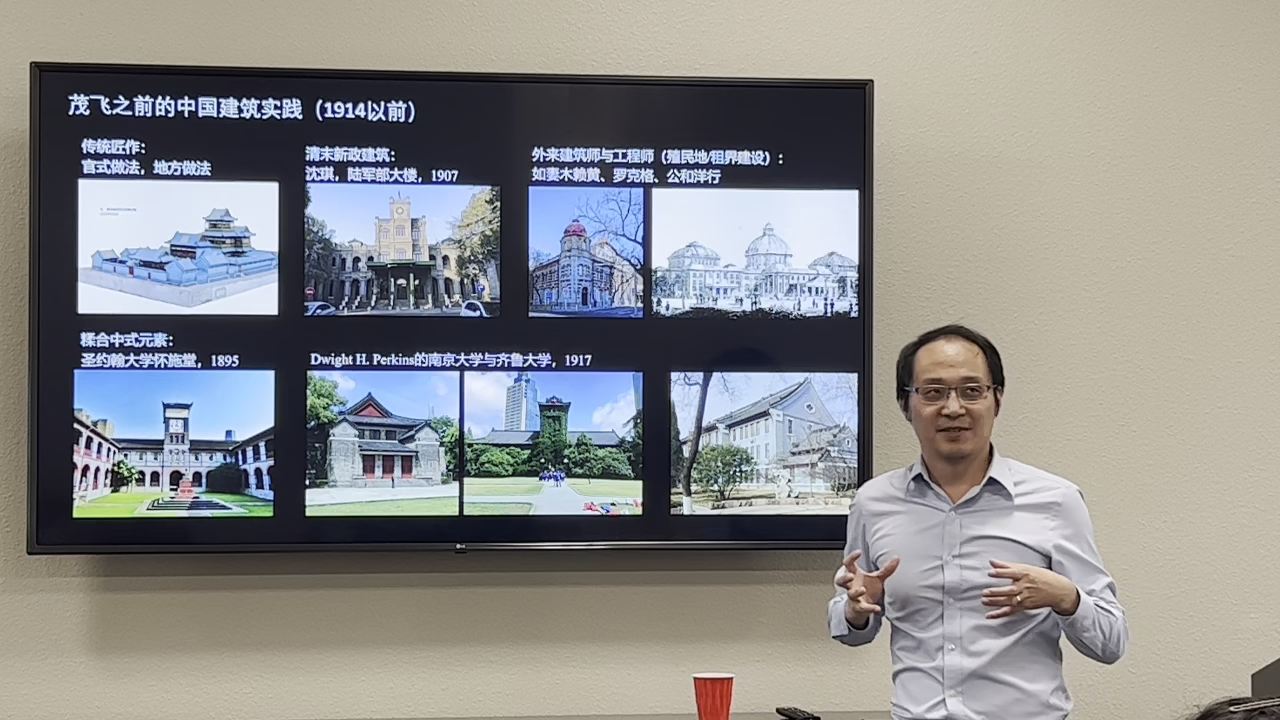 茂飞之前的中国建筑实践（1914以前）
传统匠作：
官式做法，地方做法
清末新政建筑：
沈琪，陆军部大楼，1907
外来建筑师与工程师（殖民地/租界建设）：
如妻木赖黄、罗克格、公和洋行
糅合中式元素：
圣约翰大学怀施堂，1895
Dwight H. Perkins的南京大学与齐鲁大学，1917
LG